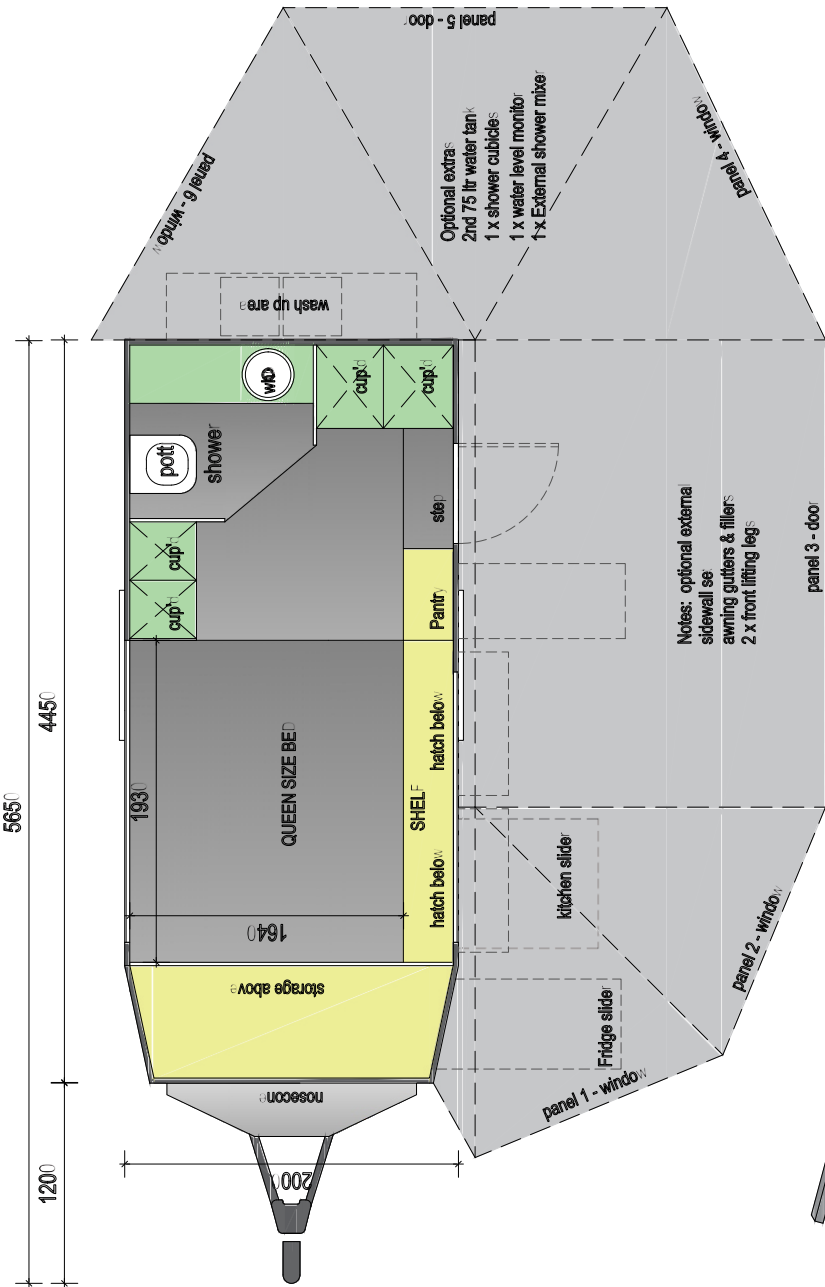 panel 5 - door
panel 6 - window
panel 4 - window
Optional extras
2nd 75 ltr water tank
1 x shower cubicles
1 x water level monitor
1 x External shower mixer
wash up area
cup'd
cup'd
pott
shower
cup'd
cup'd
step
Pantry
Notes: optional external
sidewall set
awning gutters & fillers
2 x front lifting legs
panel 3 - door
5650
4450
1930
QUEEN SIZE BED
SHELF
hatch below
hatch below
1640
kitchen slider
storage above
Fridge slider
panel 2 - window
panel 1 - window
nosecone
1200
2000